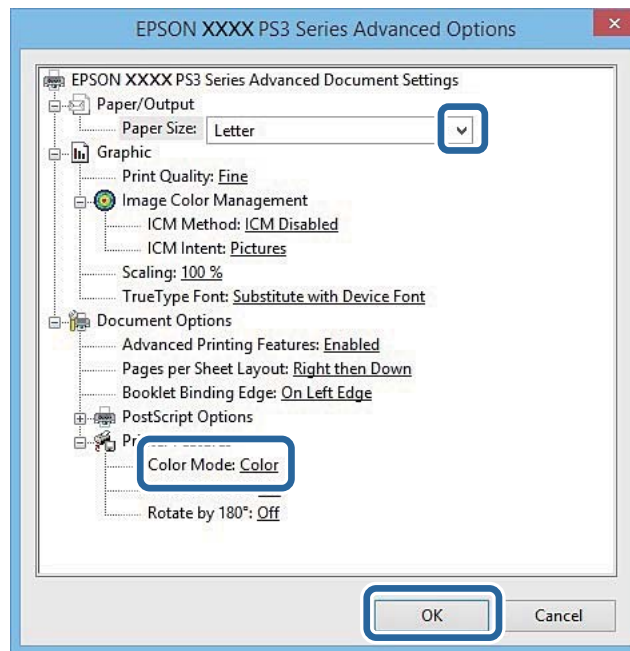 EPSON XXXX PS3 Series Advanced Options
EPSON XXXX PS3 Series Advanced Document Settings
Paper/Output
Paper Size: Letter
Graphic
Print Quality: Fine
Image Color Management
ICM Method: ICM Disabled
ICM Intent: Pictures
Scaling: 100 %
TrueType Font: Substitute with Device Font
Document Options
Advanced Printing Features: Enabled
Pages per Sheet Layout: Right then Down
Booklet Binding Edge: On Left Edge
PostScript Options
Color Mode: Color
Rotate by 180°: Off
OK Cancel